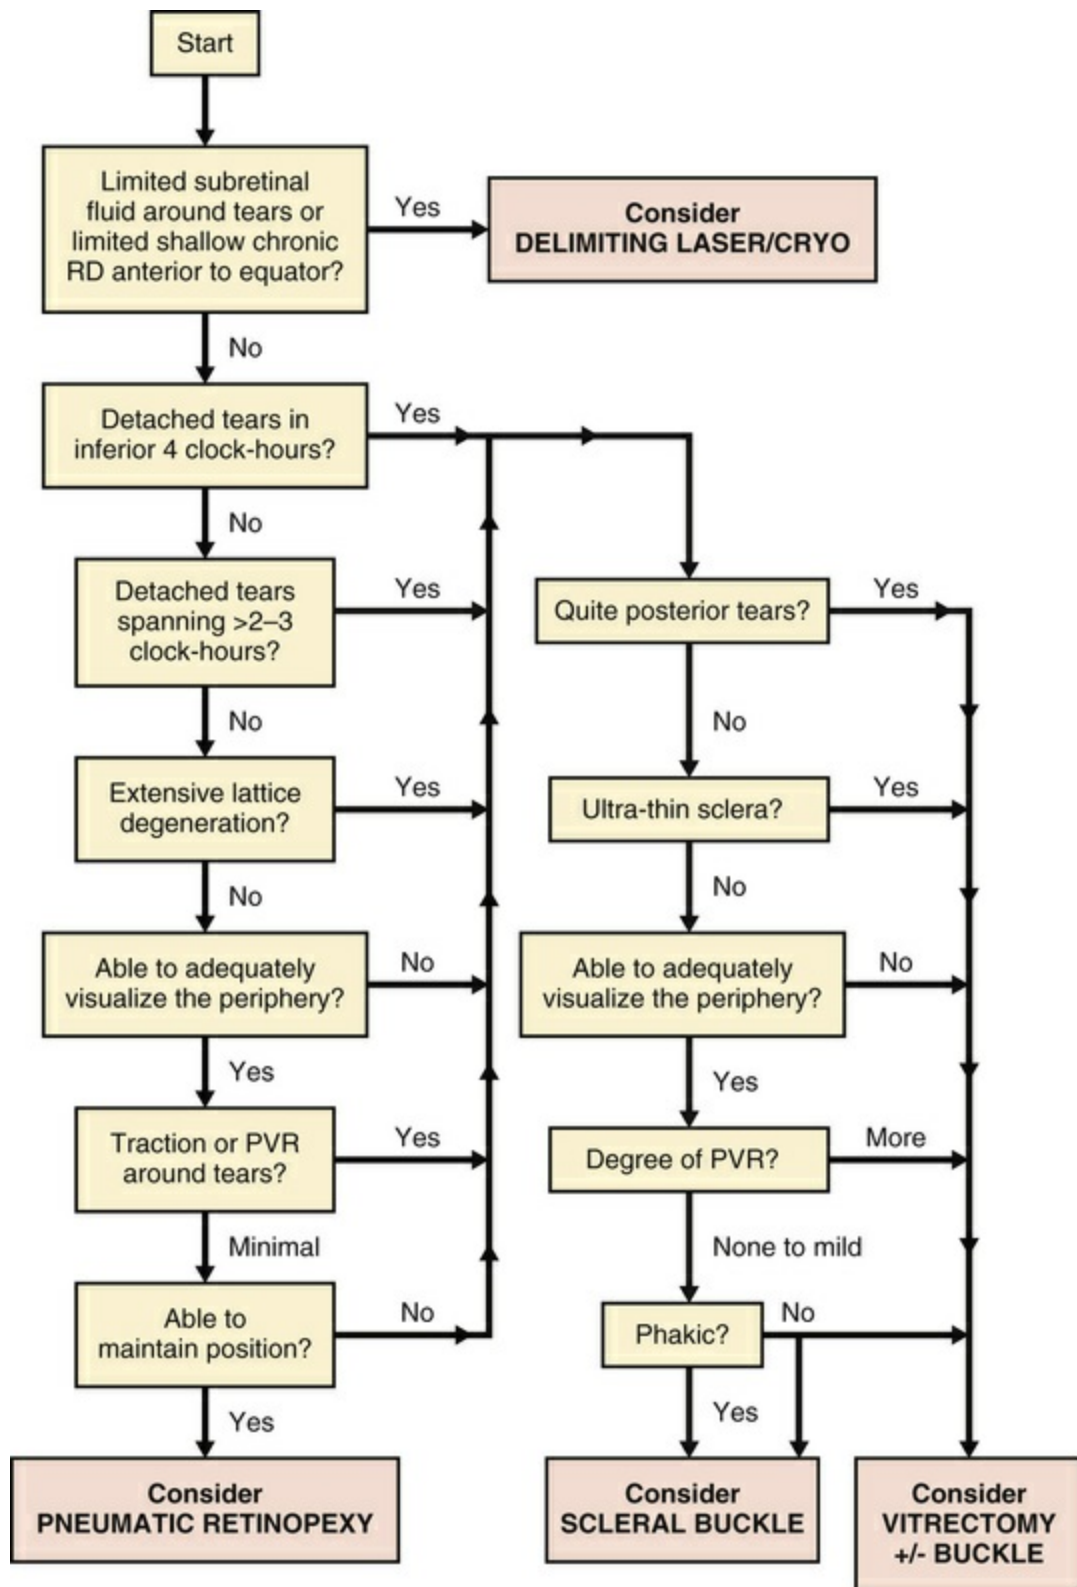 Start
Limited subretinal
fluid around tears or
limited shallow chronic
RD anterior to equator?
Yes
Consider
DELIMITING LASER/CRYO
No
Detached tears in
inferior 4 clock-hours?
Yes
No
Detached tears
spanning >2–3
clock-hours?
Yes
No
Extensive lattice
degeneration?
Yes
No
Able to adequately
visualize the periphery?
No
Yes
Traction or PVR
around tears?
Yes
Minimal
Able to
maintain position?
No
Yes
Consider
PNEUMATIC RETINOPEXY
Quite posterior tears?
Yes
No
Ultra-thin sclera?
Yes
No
Able to adequately
visualize the periphery?
No
Yes
Degree of PVR?
More
None to mild
Phakic?
No
Yes
Consider
SCLERAL BUCKLE
Consider
VITRECTOMY
+/- BUCKLE